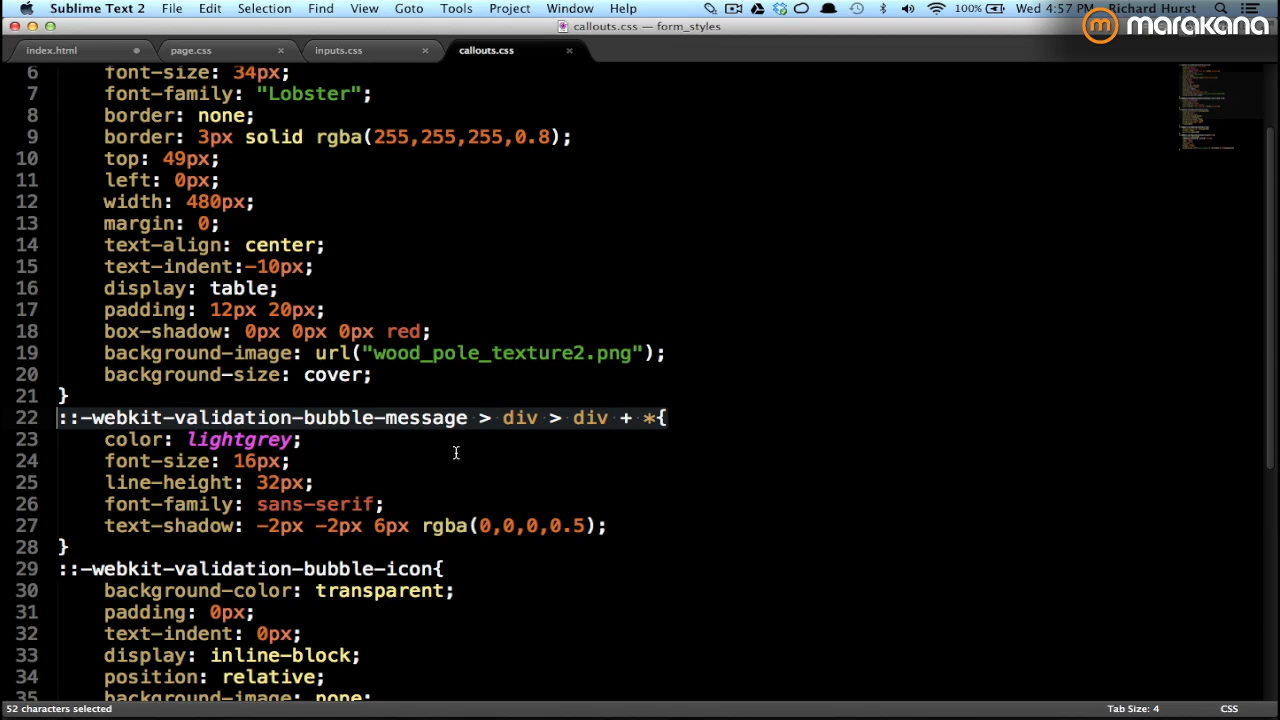 Sublime Text 2 File Edit Selection Find View Goto Tools Project Window Help 100% Wed 4:57 PM Richard Hurst
marakana
callouts.css — form_styles
index.html page.css inputs.css callouts.css
6 font-size: 34px;
7 font-family: "Lobster";
8 border: none;
9 border: 3px solid rgba(255,255,255,0.8);
10 top: 49px;
11 left: 0px;
12 width: 480px;
13 margin: 0;
14 text-align: center;
15 text-indent:-10px;
16 display: table;
17 padding: 12px 20px;
18 box-shadow: 0px 0px 0px red;
19 background-image: url("wood_pole_texture2.png");
20 background-size: cover;
21 }
22 ::-webkit-validation-bubble-message > div > div + *{
23 color: lightgrey;
24 font-size: 16px;
25 line-height: 32px;
26 font-family: sans-serif;
27 text-shadow: -2px -2px 6px rgba(0,0,0,0.5);
28 }
29 ::-webkit-validation-bubble-icon{
30 background-color: transparent;
31 padding: 0px;
32 text-indent: 0px;
33 display: inline-block;
34 position: relative;
35 background-image: none;
52 characters selected Tab Size: 4 CSS